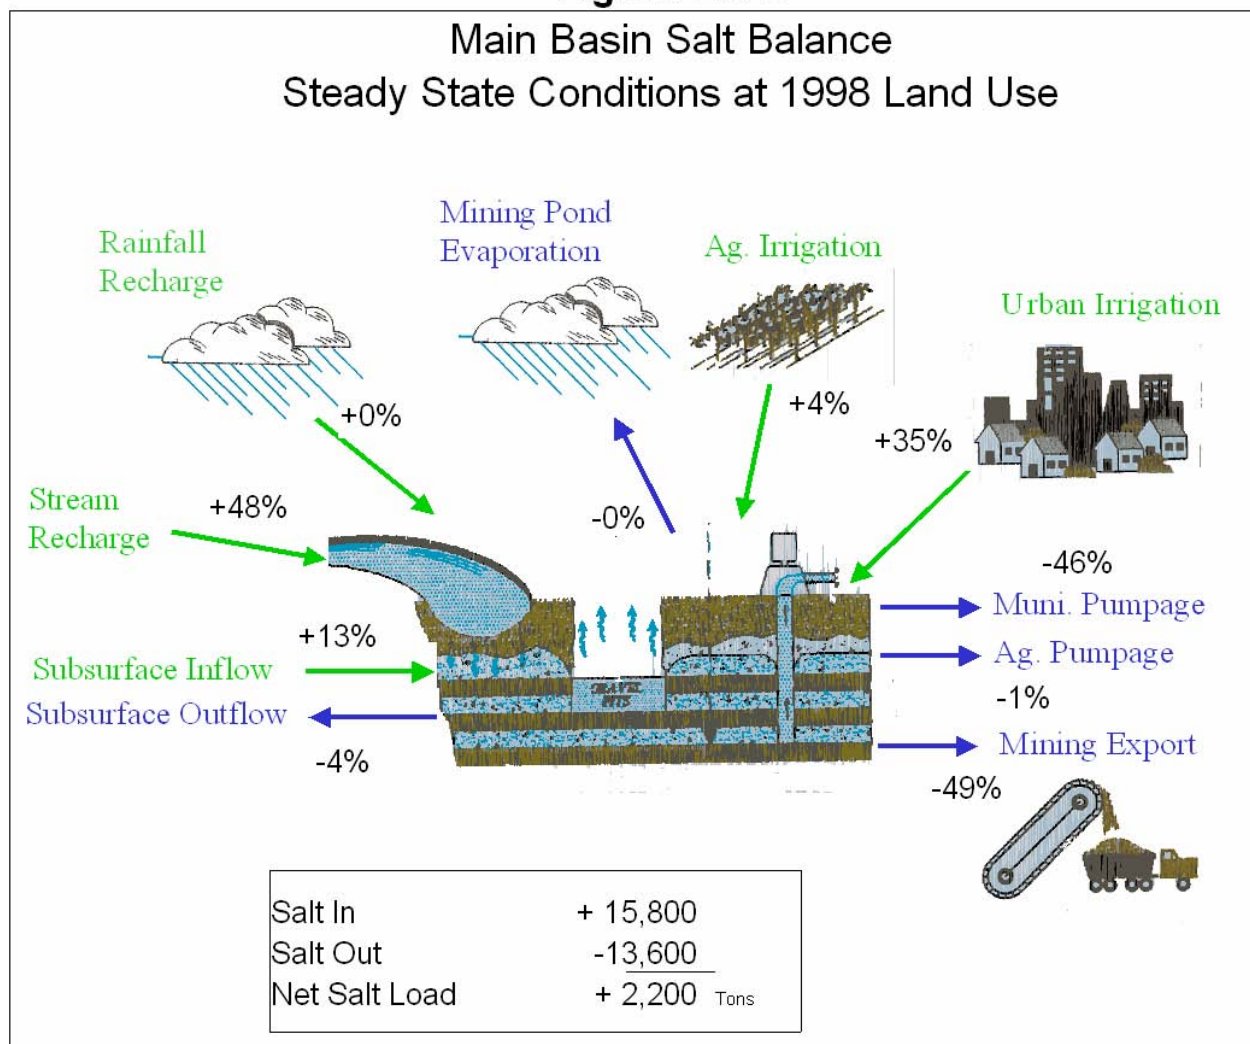 Main Basin Salt Balance
Steady State Conditions at 1998 Land Use
Mining Pond
Evaporation
Rainfall
Recharge
Ag. Irrigation
Urban Irrigation
+0%
+4%
+35%
Stream
Recharge
+48%
-0%
-46%
Muni. Pumpage
+13%
Subsurface Inflow
Ag. Pumpage
-1%
Subsurface Outflow
-4%
GRAVEL
PITS
Mining Export
-49%
Salt In + 15,800
Salt Out -13,600
Net Salt Load + 2,200 Tons